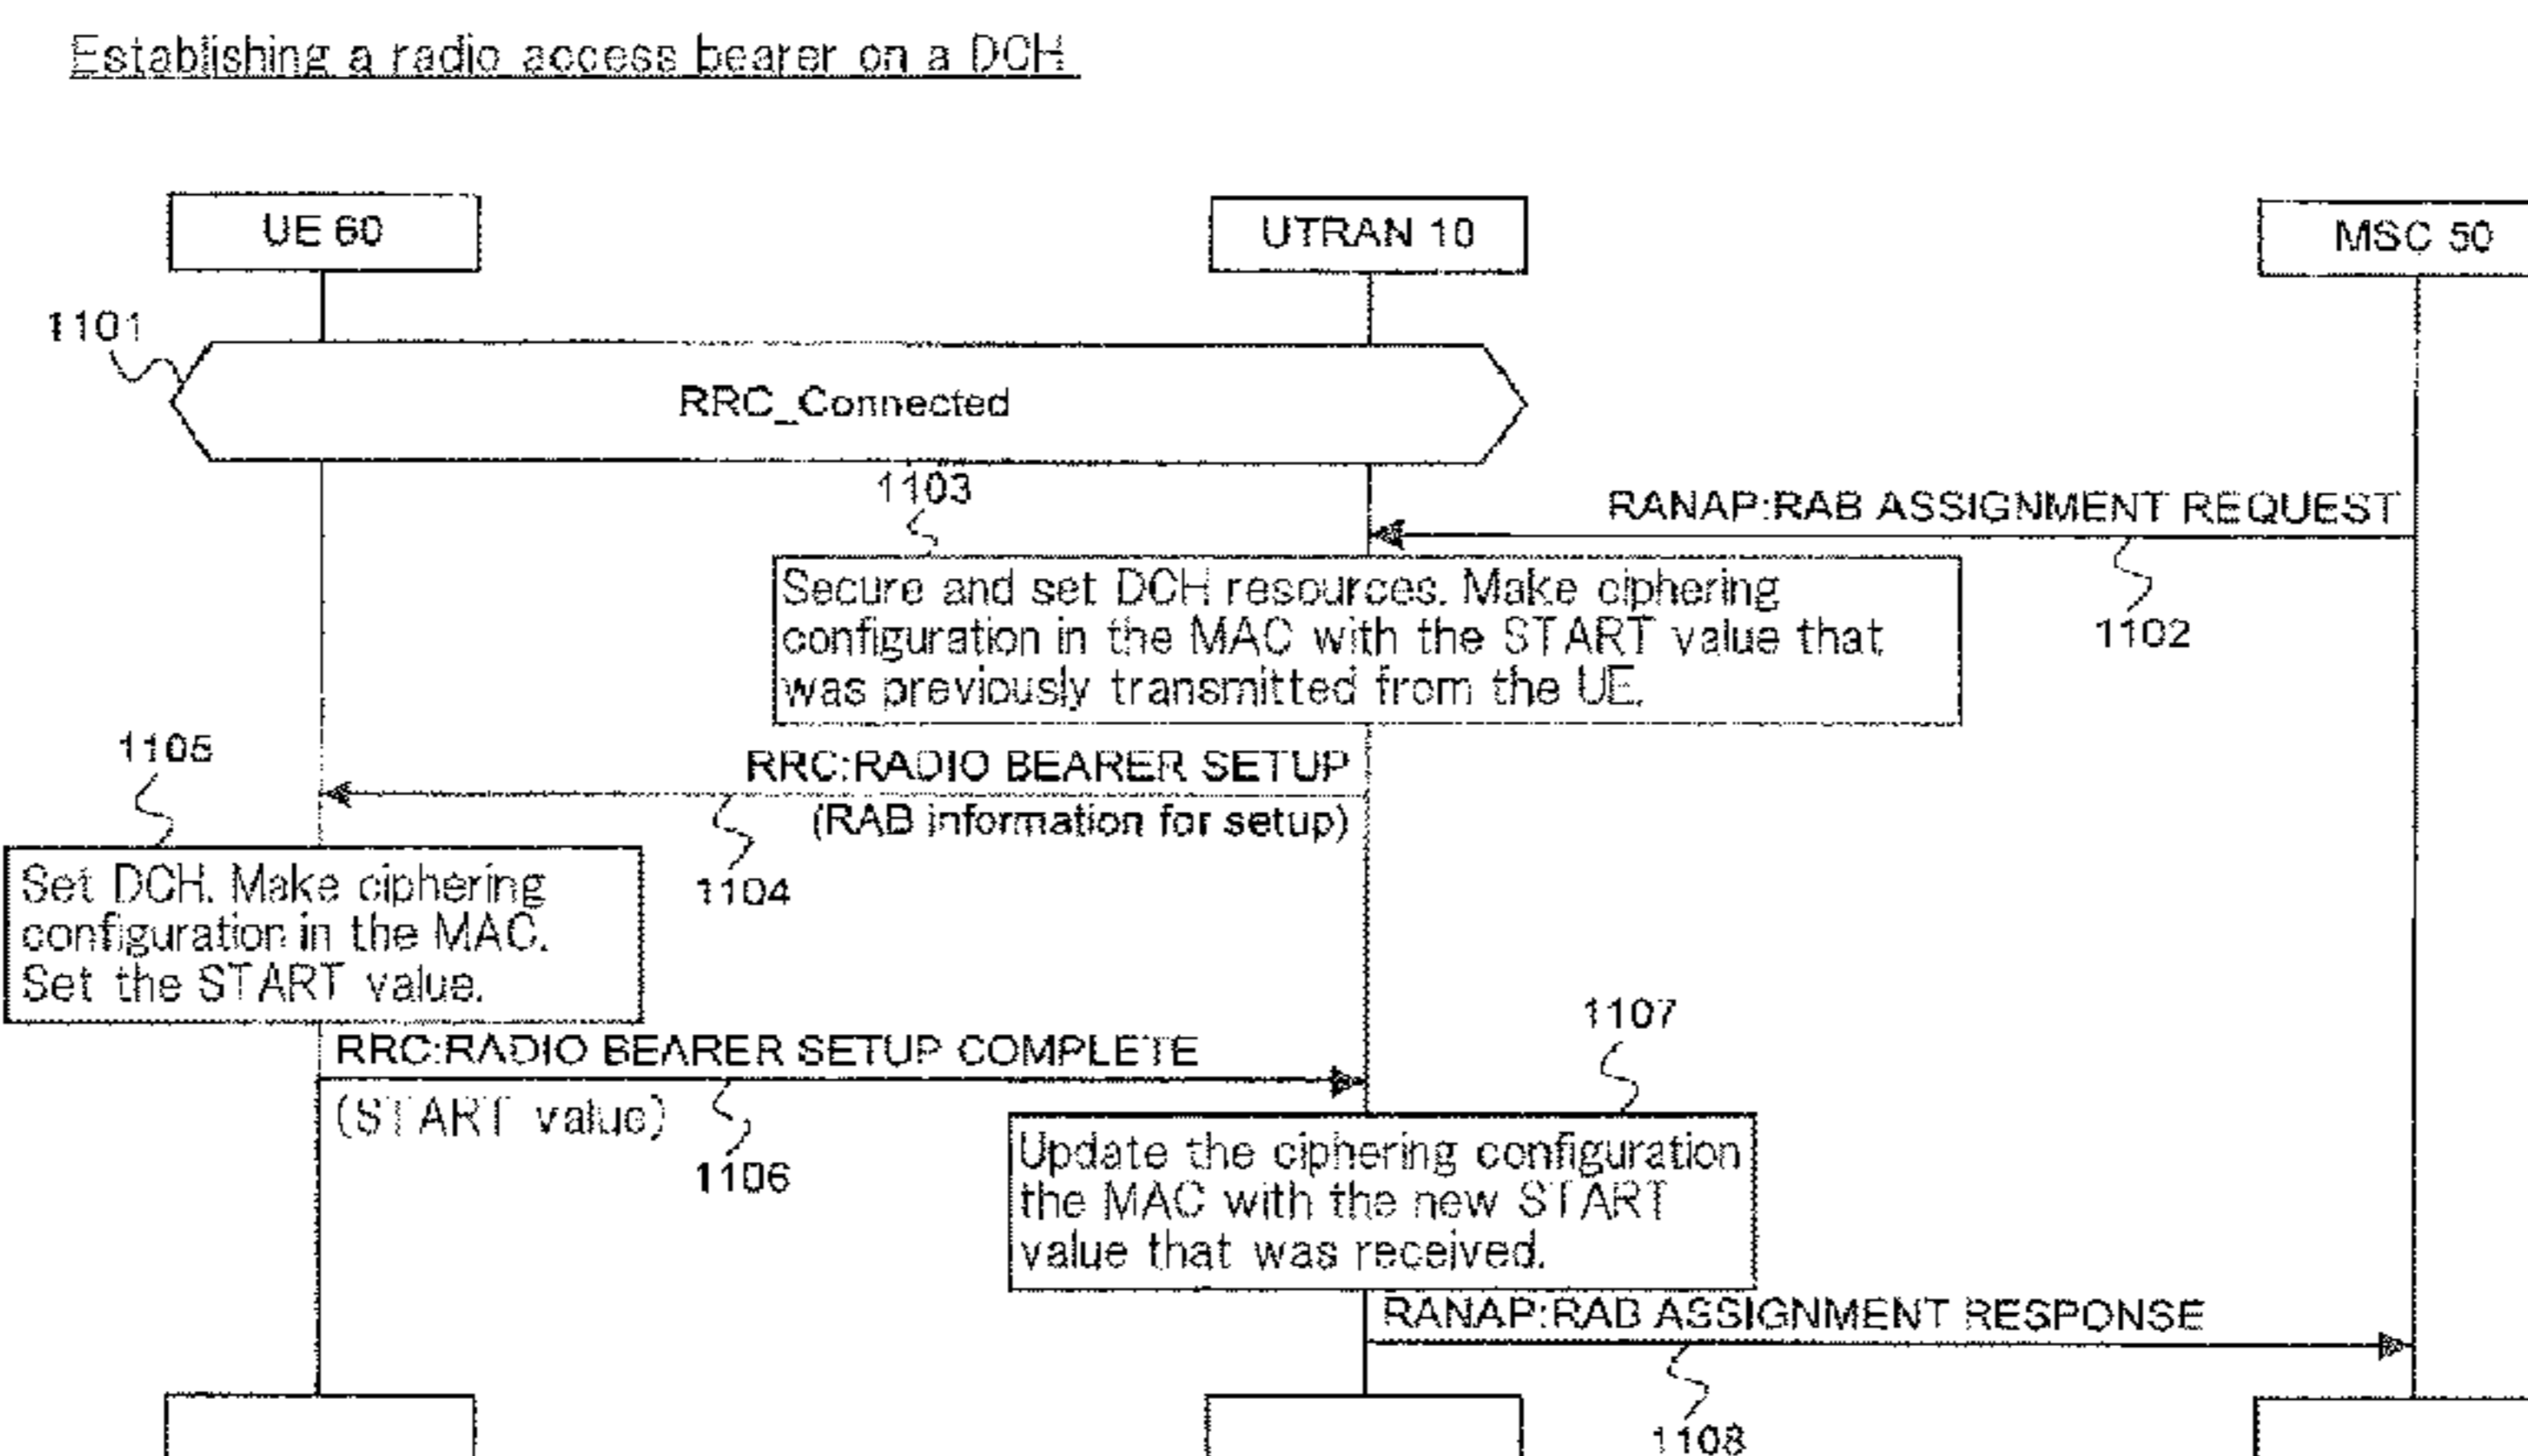 Establishing a radio access bearer on a DCH
UE 60
UTRAN 10
MSC 50
1101
RRC_Connected
1103
RANAP:RAB ASSIGNMENT REQUEST
1102
Secure and set DCH resources. Make ciphering
configuration in the MAC with the START value that
was previously transmitted from the UE.
1105
RRC:RADIO BEARER SETUP
(RAB information for setup)
1104
Set DCH. Make ciphering
configuration in the MAC.
Set the START value.
1107
RRC:RADIO BEARER SETUP COMPLETE
(START value)
1106
Update the ciphering configuration
the MAC with the new START
value that was received.
RANAP:RAB ASSIGNMENT RESPONSE
1108